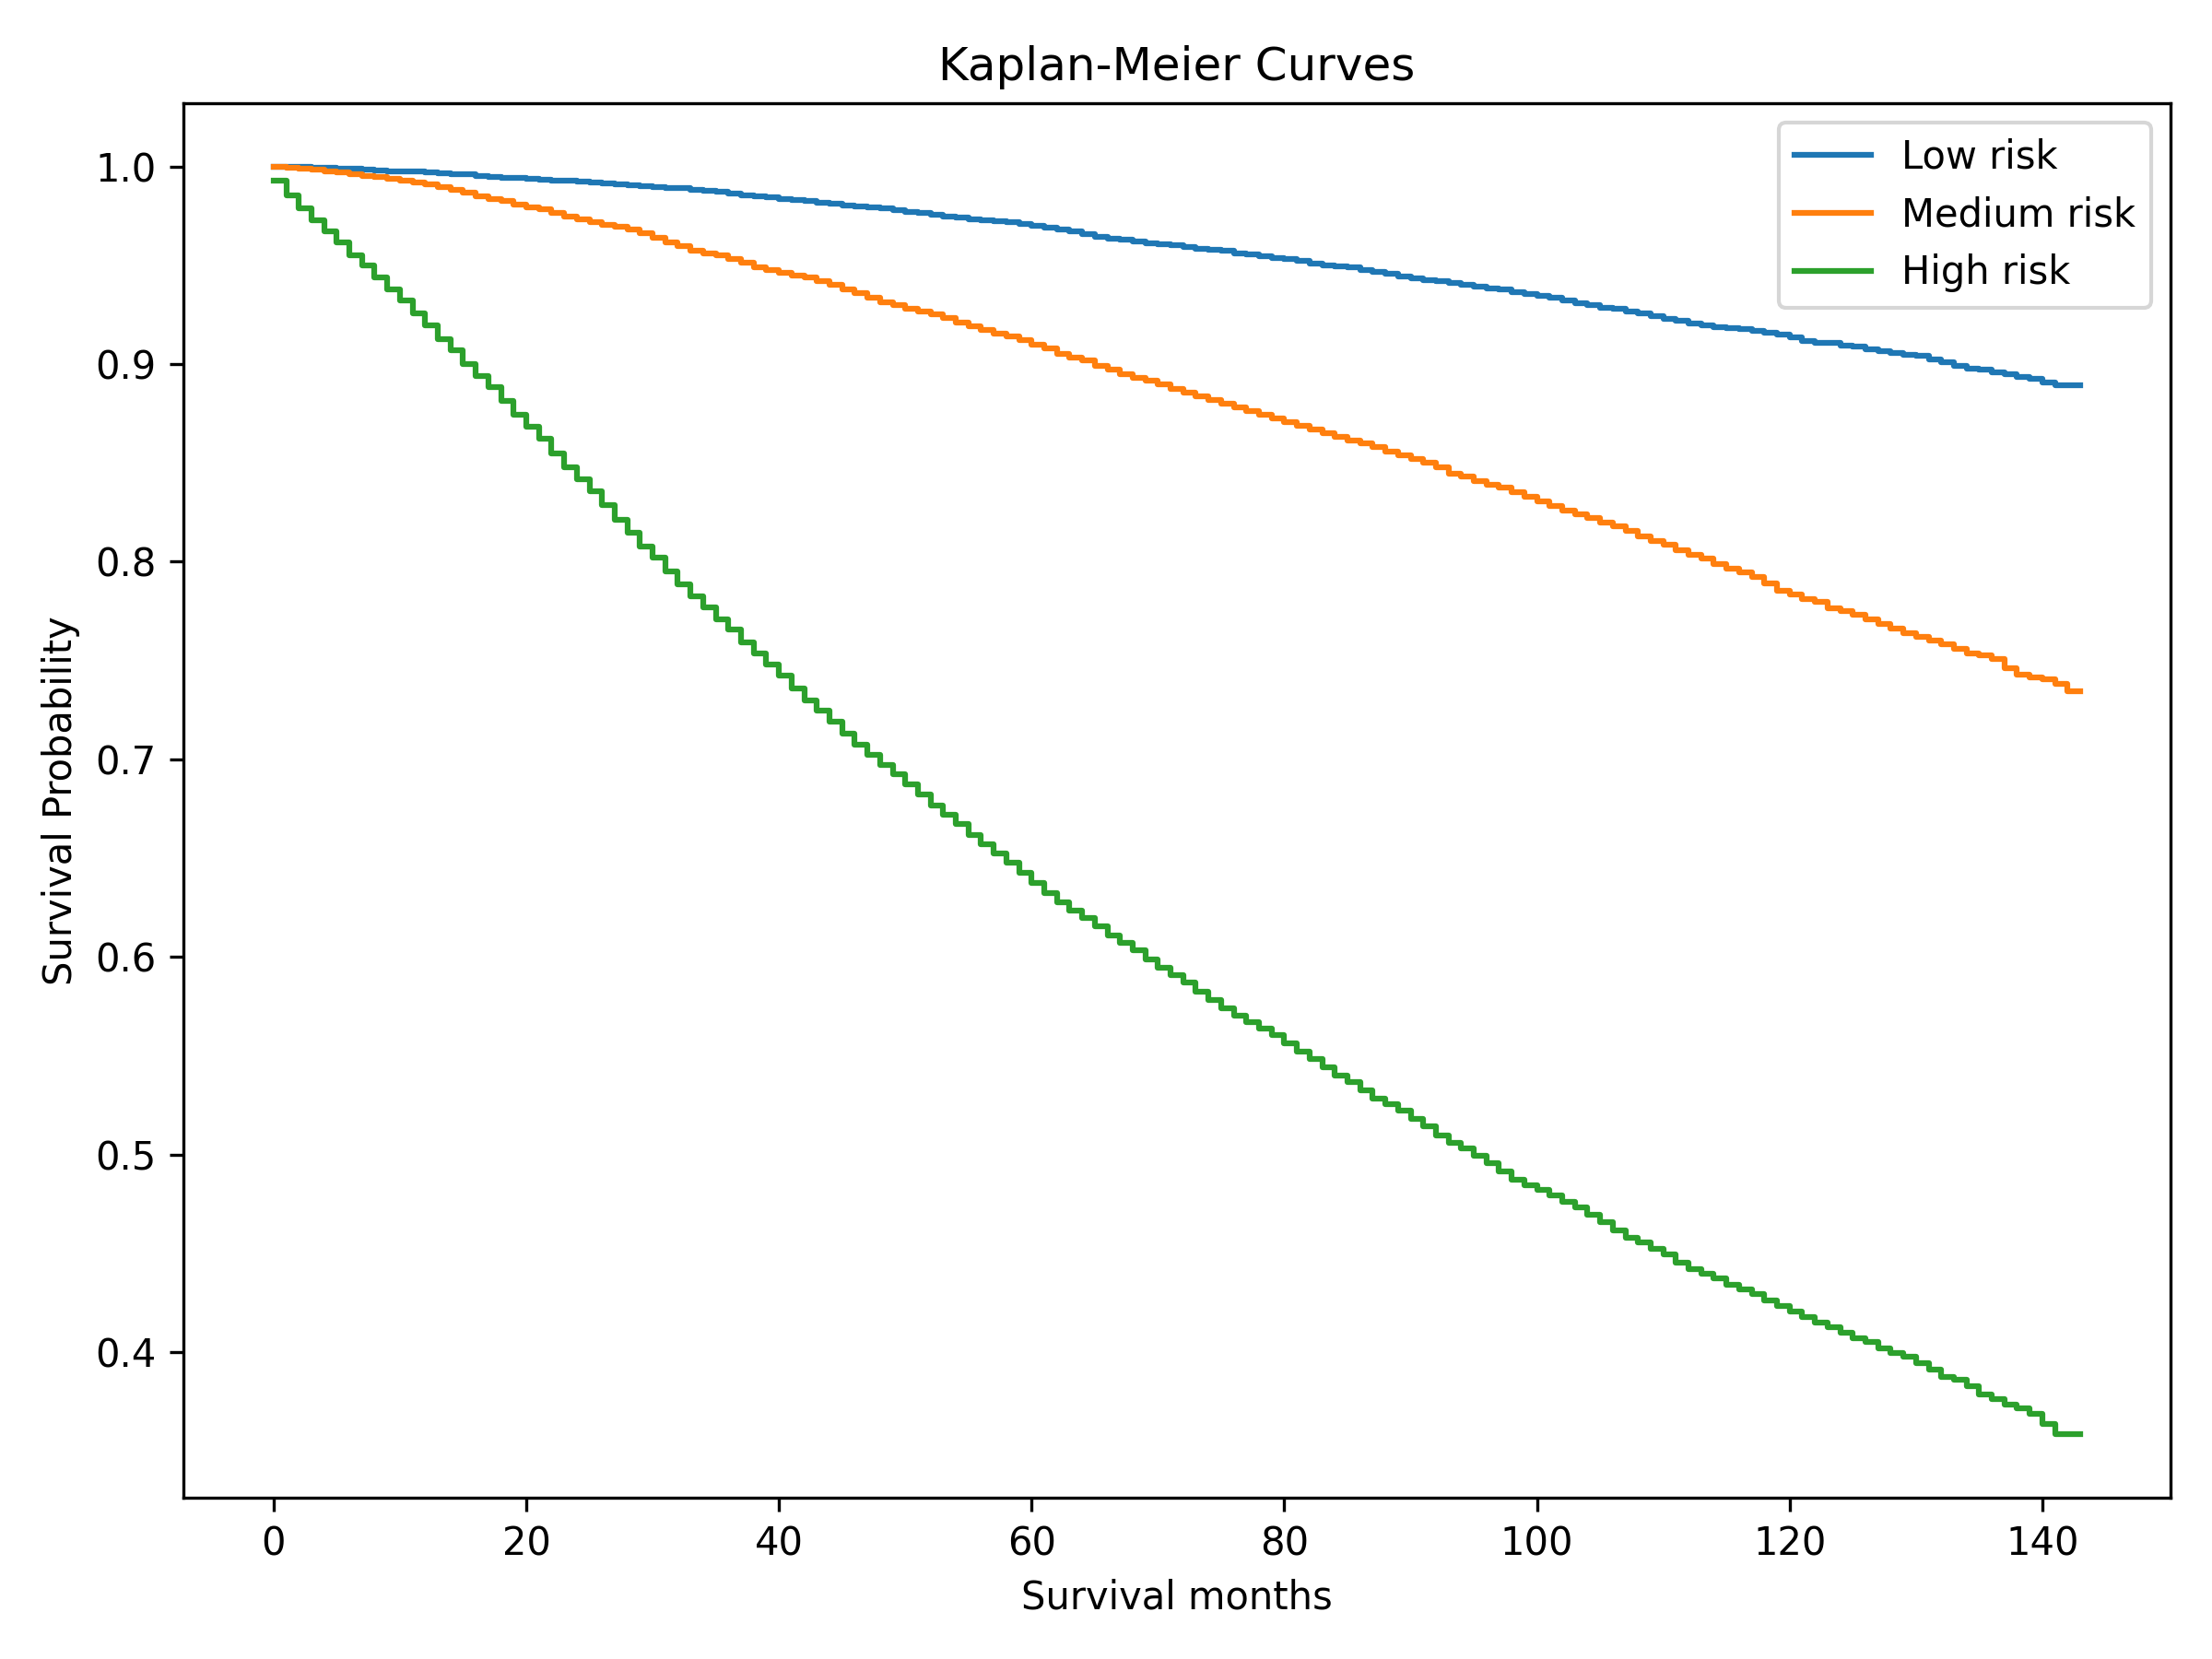 Kaplan-Meier Curves
Low risk
Medium risk
High risk
1.0
0.9
0.8
0.7
0.6
0.5
0.4
Survival Probability
0 20 40 60 80 100 120 140
Survival months